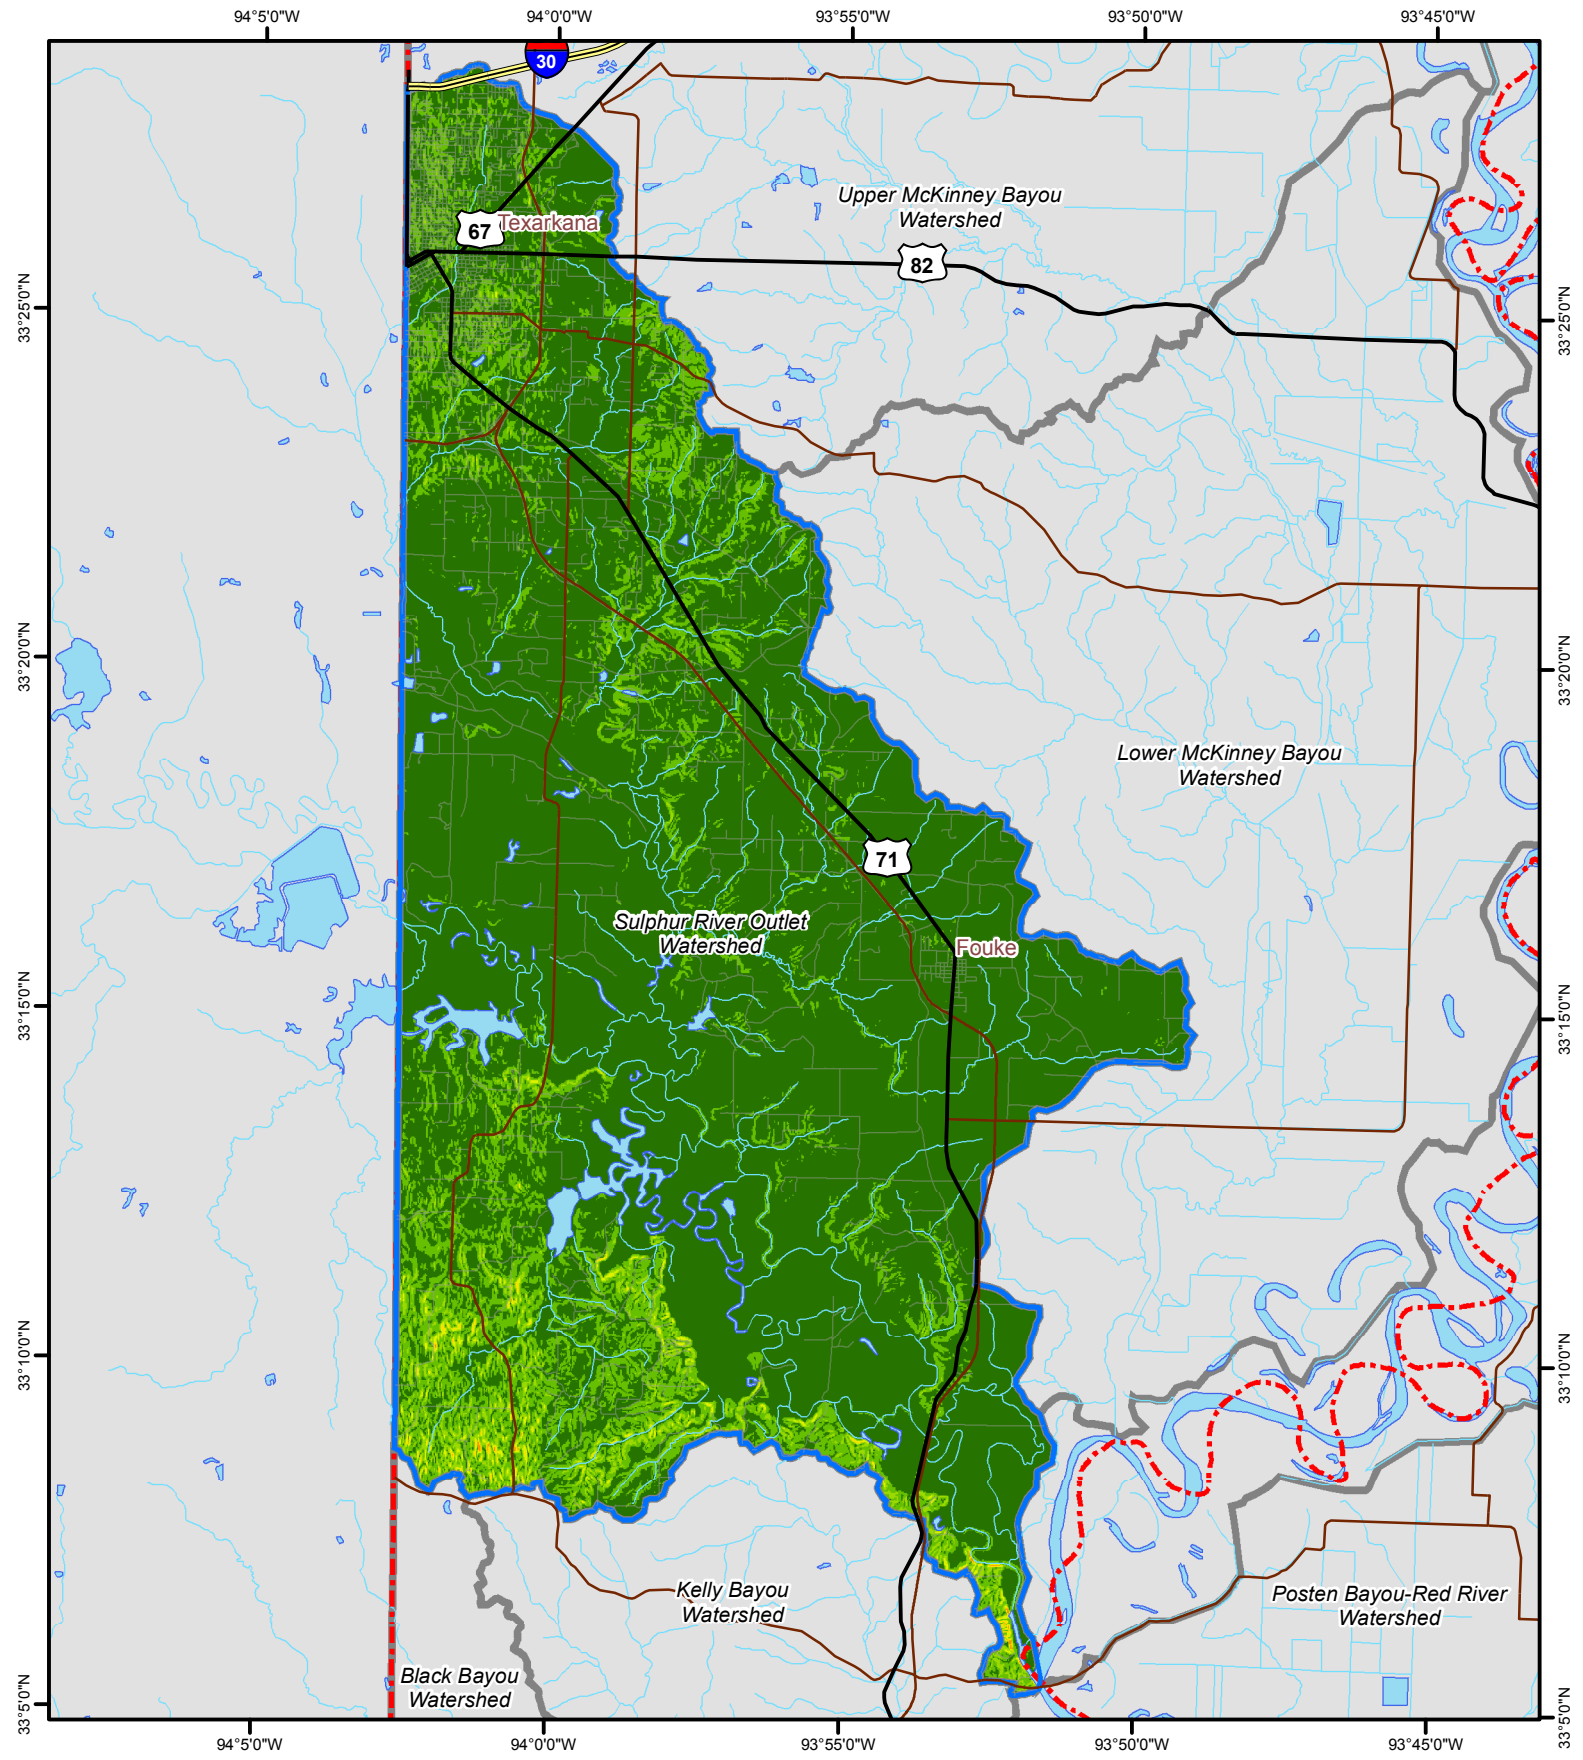 94°5'0"W
94°0'0"W
93°55'0"W
93°50'0"W
93°45'0"W
30
Upper McKinney Bayou
Watershed
67
Texarkana
82
33°25'0"N
33°25'0"N
33°20'0"N
33°20'0"N
Lower McKinney Bayou
Watershed
71
Sulphur River Outlet
Watershed
Fouke
33°15'0"N
33°15'0"N
33°10'0"N
33°10'0"N
Kelly Bayou
Watershed
Posten Bayou-Red River
Watershed
Black Bayou
Watershed
33°5'0"N
33°5'0"N
94°5'0"W
94°0'0"W
93°55'0"W
93°50'0"W
93°45'0"W